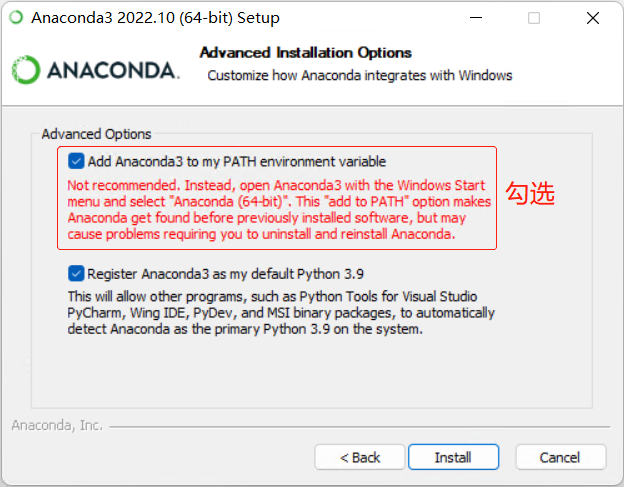 Anaconda3 2022.10 (64-bit) Setup
Advanced Installation Options
Customize how Anaconda integrates with Windows
ANACONDA.
Advanced Options
Add Anaconda3 to my PATH environment variable
Not recommended. Instead, open Anaconda3 with the Windows Start
menu and select "Anaconda (64-bit)". This "add to PATH" option makes
Anaconda get found before previously installed software, but may
cause problems requiring you to uninstall and reinstall Anaconda.
勾选
Register Anaconda3 as my default Python 3.9
This will allow other programs, such as Python Tools for Visual Studio
PyCharm, Wing IDE, PyDev, and MSI binary packages, to automatically
detect Anaconda as the primary Python 3.9 on the system.
Anaconda, Inc.
< Back
Install
Cancel